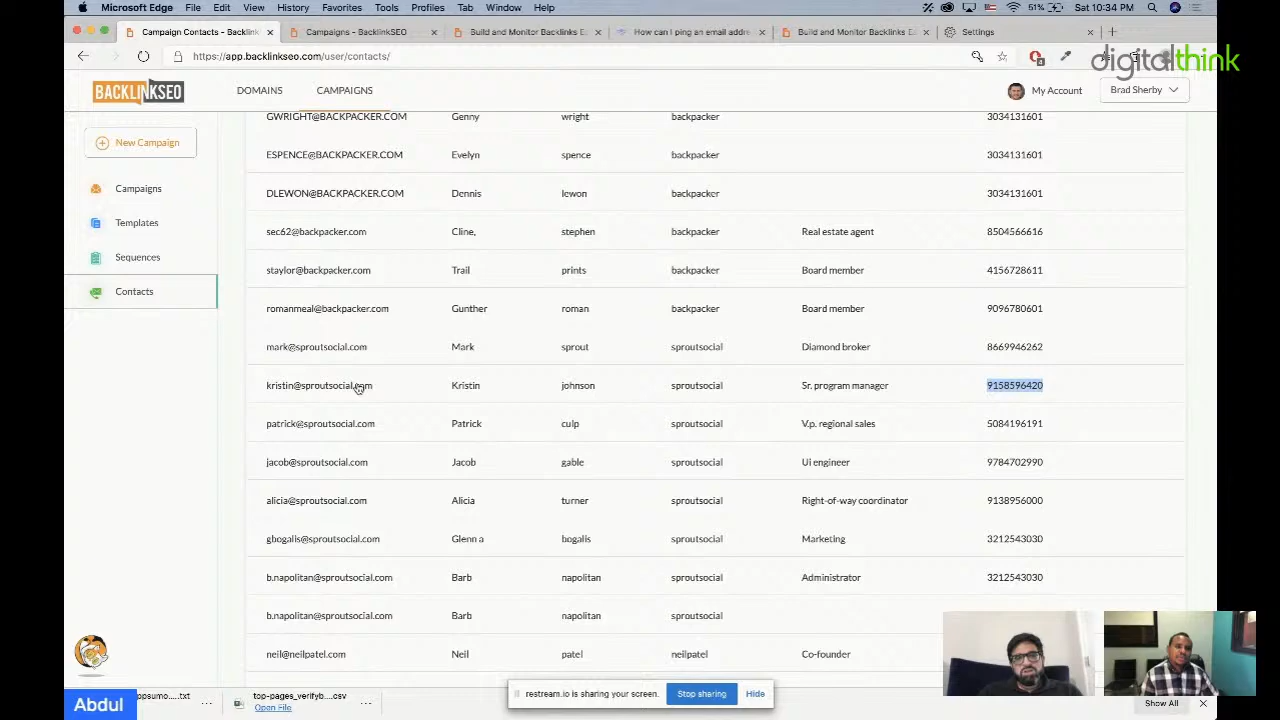 Microsoft Edge File Edit View History Favorites Tools Profiles Tab Window Help 51% Sat 10:34 PM
Campaign Contacts - Backlink × Campaigns - BacklinkSEO × Build and Monitor Backlinks E × How can I ping an email addre × Build and Monitor Backlinks E × Settings ×
https://app.backlinkseo.com/user/contacts/
digitalthink
BACKLINKSEO DOMAINS CAMPAIGNS My Account Brad Sherby
New Campaign
Campaigns
Templates
Sequences
Contacts
GWRIGHT@BACKPACKER.COM Genny wright backpacker 3034131601
ESPENCE@BACKPACKER.COM Evelyn spence backpacker 3034131601
DLEWON@BACKPACKER.COM Dennis lewon backpacker 3034131601
sec62@backpacker.com Cline, stephen backpacker Real estate agent 8504566616
staylor@backpacker.com Trail prints backpacker Board member 4156728611
romanmeal@backpacker.com Gunther roman backpacker Board member 9096780601
mark@sproutsocial.com Mark sprout sproutsocial Diamond broker 8669946262
kristin@sproutsocial.com Kristin johnson sproutsocial Sr. program manager 9158596420
patrick@sproutsocial.com Patrick culp sproutsocial V.p. regional sales 5084196191
jacob@sproutsocial.com Jacob gable sproutsocial Ui engineer 9784702990
alicia@sproutsocial.com Alicia turner sproutsocial Right-of-way coordinator 9138956000
gbogalis@sproutsocial.com Glenn a bogalis sproutsocial Marketing 3212543030
b.napolitan@sproutsocial.com Barb napolitan sproutsocial Administrator 3212543030
b.napolitan@sproutsocial.com Barb napolitan sproutsocial
neil@neilpatel.com Neil patel neilpatel Co-founder
restream.io is sharing your screen. Stop sharing Hide
Abdul
opsumo....txt
top-pages_verifyb....csv
Open File
Show All